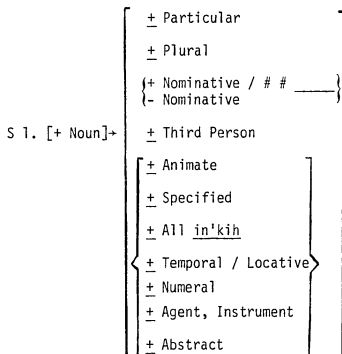 ± Particular
± Plural
+ Nominative / # # ____
- Nominative
S 1. [+ Noun]→
± Third Person
± Animate
± Specified
± All in'kih
± Temporal / Locative
± Numeral
± Agent, Instrument
± Abstract